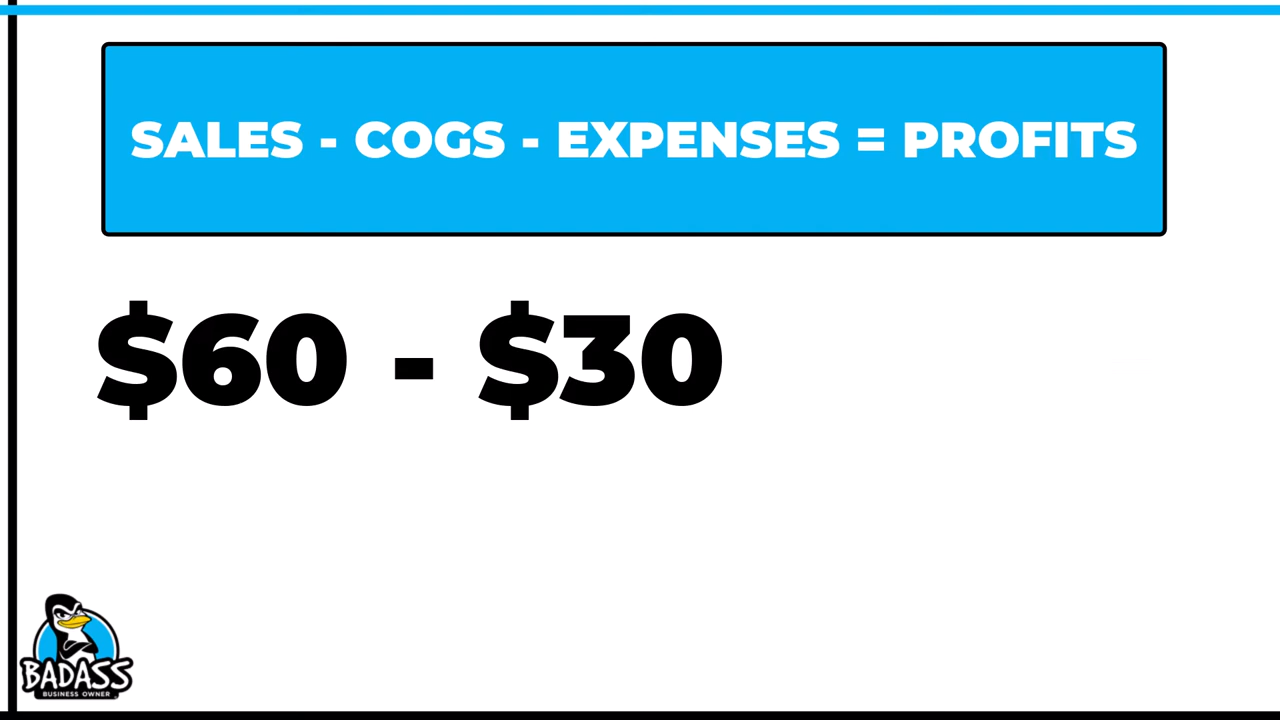 SALES - COGS - EXPENSES = PROFITS
$60 - $30
BADASS
BUSINESS OWNER